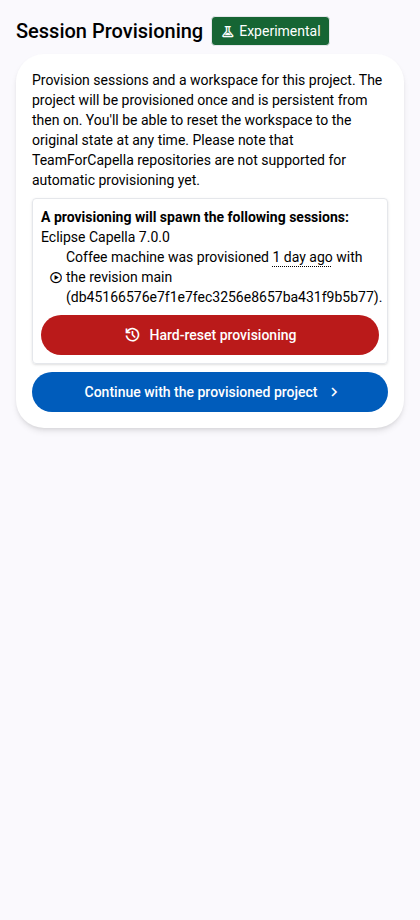 Session Provisioning
Experimental
Provision sessions and a workspace for this project. The
project will be provisioned once and is persistent from
then on. You'll be able to reset the workspace to the
original state at any time. Please note that
TeamForCapella repositories are not supported for
automatic provisioning yet.
A provisioning will spawn the following sessions:
Eclipse Capella 7.0.0
Coffee machine was provisioned 1 day ago with
the revision main
(db45166576e7f1e7fec3256e8657ba431f9b5b77).
Hard-reset provisioning
Continue with the provisioned project